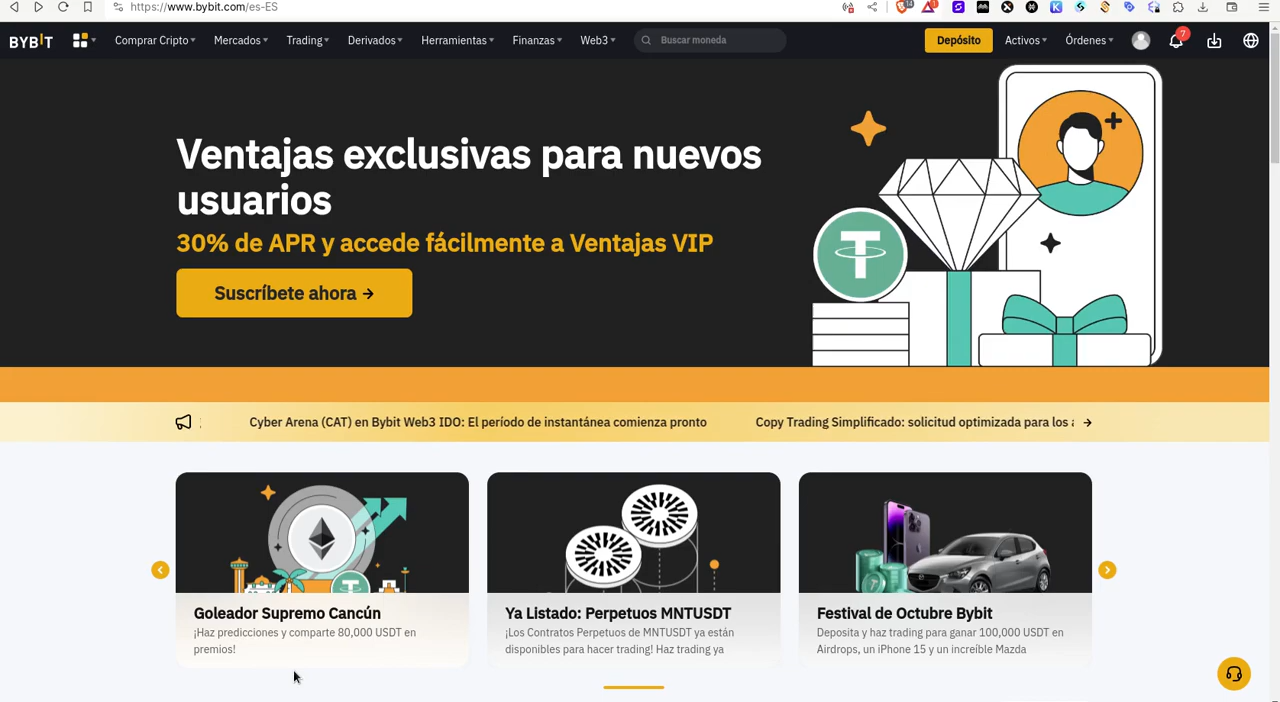 https://www.bybit.com/es-ES
BYBIT
Comprar Cripto
Mercados
Trading
Derivados
Herramientas
Finanzas
Web3
Buscar moneda
Depósito
Activos
Órdenes
7
Ventajas exclusivas para nuevos
usuarios
30% de APR y accede fácilmente a Ventajas VIP
Suscríbete ahora →
Cyber Arena (CAT) en Bybit Web3 IDO: El período de instantánea comienza pronto
Copy Trading Simplificado: solicitud optimizada para los
Goleador Supremo Cancún
¡Haz predicciones y comparte 80,000 USDT en
premios!
Ya Listado: Perpetuos MNTUSDT
¡Los Contratos Perpetuos de MNTUSDT ya están
disponibles para hacer trading! Haz trading ya
Festival de Octubre Bybit
Deposita y haz trading para ganar 100,000 USDT en
Airdrops, un iPhone 15 y un increíble Mazda